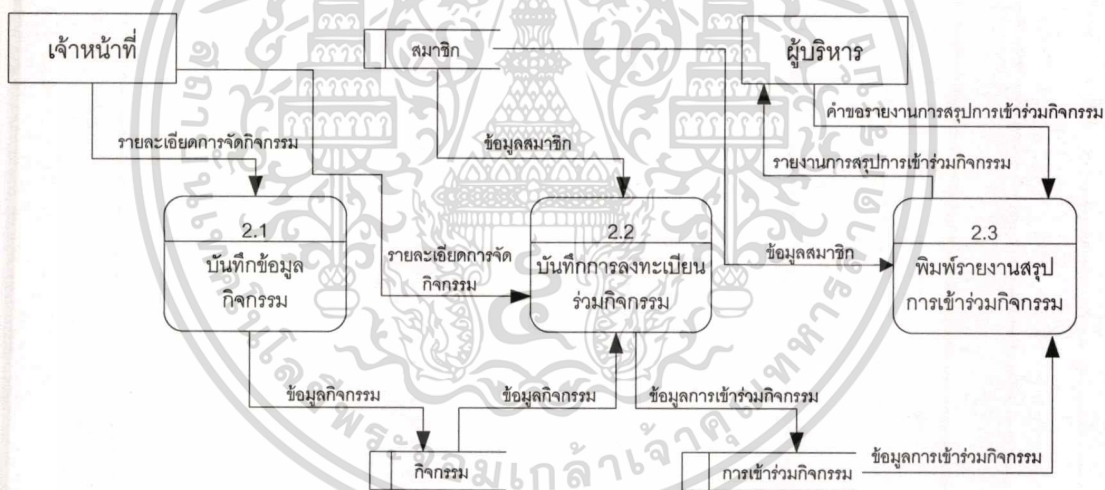 เจ้าหน้าที่
สมาชิก
ผู้บริหาร
รายละเอียดการจัดกิจกรรม
ข้อมูลสมาชิก
คำขอรายงานการสรุปการเข้าร่วมกิจกรรม
รายงานการสรุปการเข้าร่วมกิจกรรม
2.1
บันทึกข้อมูล
กิจกรรม
รายละเอียดการจัด
กิจกรรม
2.2
บันทึกการลงทะเบียน
ร่วมกิจกรรม
ข้อมูลสมาชิก
2.3
พิมพ์รายงานสรุป
การเข้าร่วมกิจกรรม
ข้อมูลกิจกรรม
ข้อมูลกิจกรรม
ข้อมูลการเข้าร่วมกิจกรรม
กิจกรรม
การเข้าร่วมกิจกรรม
ข้อมูลการเข้าร่วมกิจกรรม